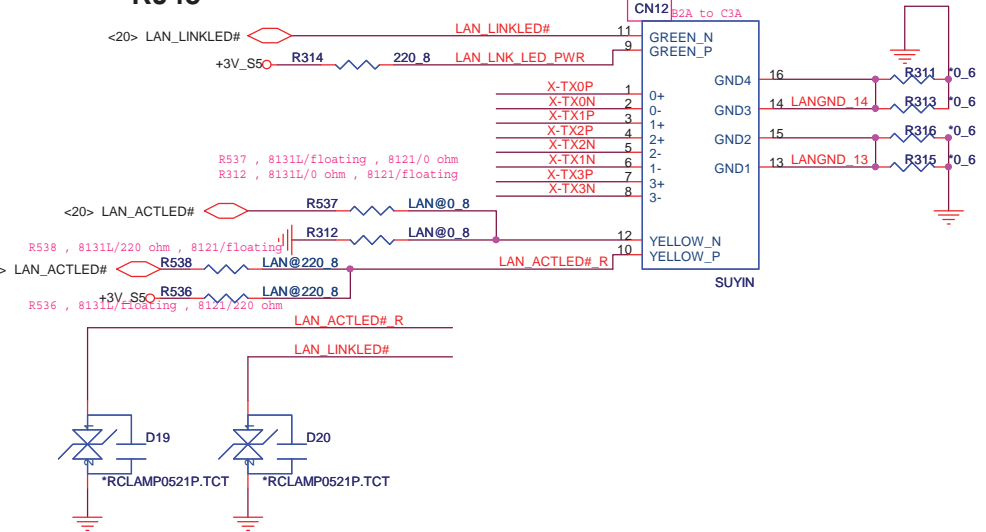 CN12
B2A to C3A
<20> LAN_LINKLED#
LAN_LINKLED#
11
GREEN_N
+3V_S5
R314
220_8
LAN_LNK_LED_PWR
9
GREEN_P
GND4
16
R311
*0_6
X-TX0P
1
0+
X-TX0N
2
0-
GND3
14
LANGND_14
R313
*0_6
X-TX1P
3
1+
X-TX2P
4
2+
GND2
15
R316
*0_6
X-TX2N
5
2-
X-TX1N
6
1-
GND1
13
LANGND_13
R315
*0_6
X-TX3P
7
3+
X-TX3N
8
3-
R537 , 8131L/floating , 8121/0 ohm
R312 , 8131L/0 ohm , 8121/floating
<20> LAN_ACTLED#
R537
LAN@0_8
R312
LAN@0_8
12
YELLOW_N
R538 , 8131L/220 ohm , 8121/floating
10
YELLOW_P
> LAN_ACTLED#
R538
LAN@220_8
LAN_ACTLED#_R
SUYIN
+3V_S5
R536
LAN@220_8
R536 , 8131L/floating , 8121/220 ohm
LAN_ACTLED#_R
LAN_LINKLED#
1
2
D19
*RCLAMP0521P.TCT
1
2
D20
*RCLAMP0521P.TCT